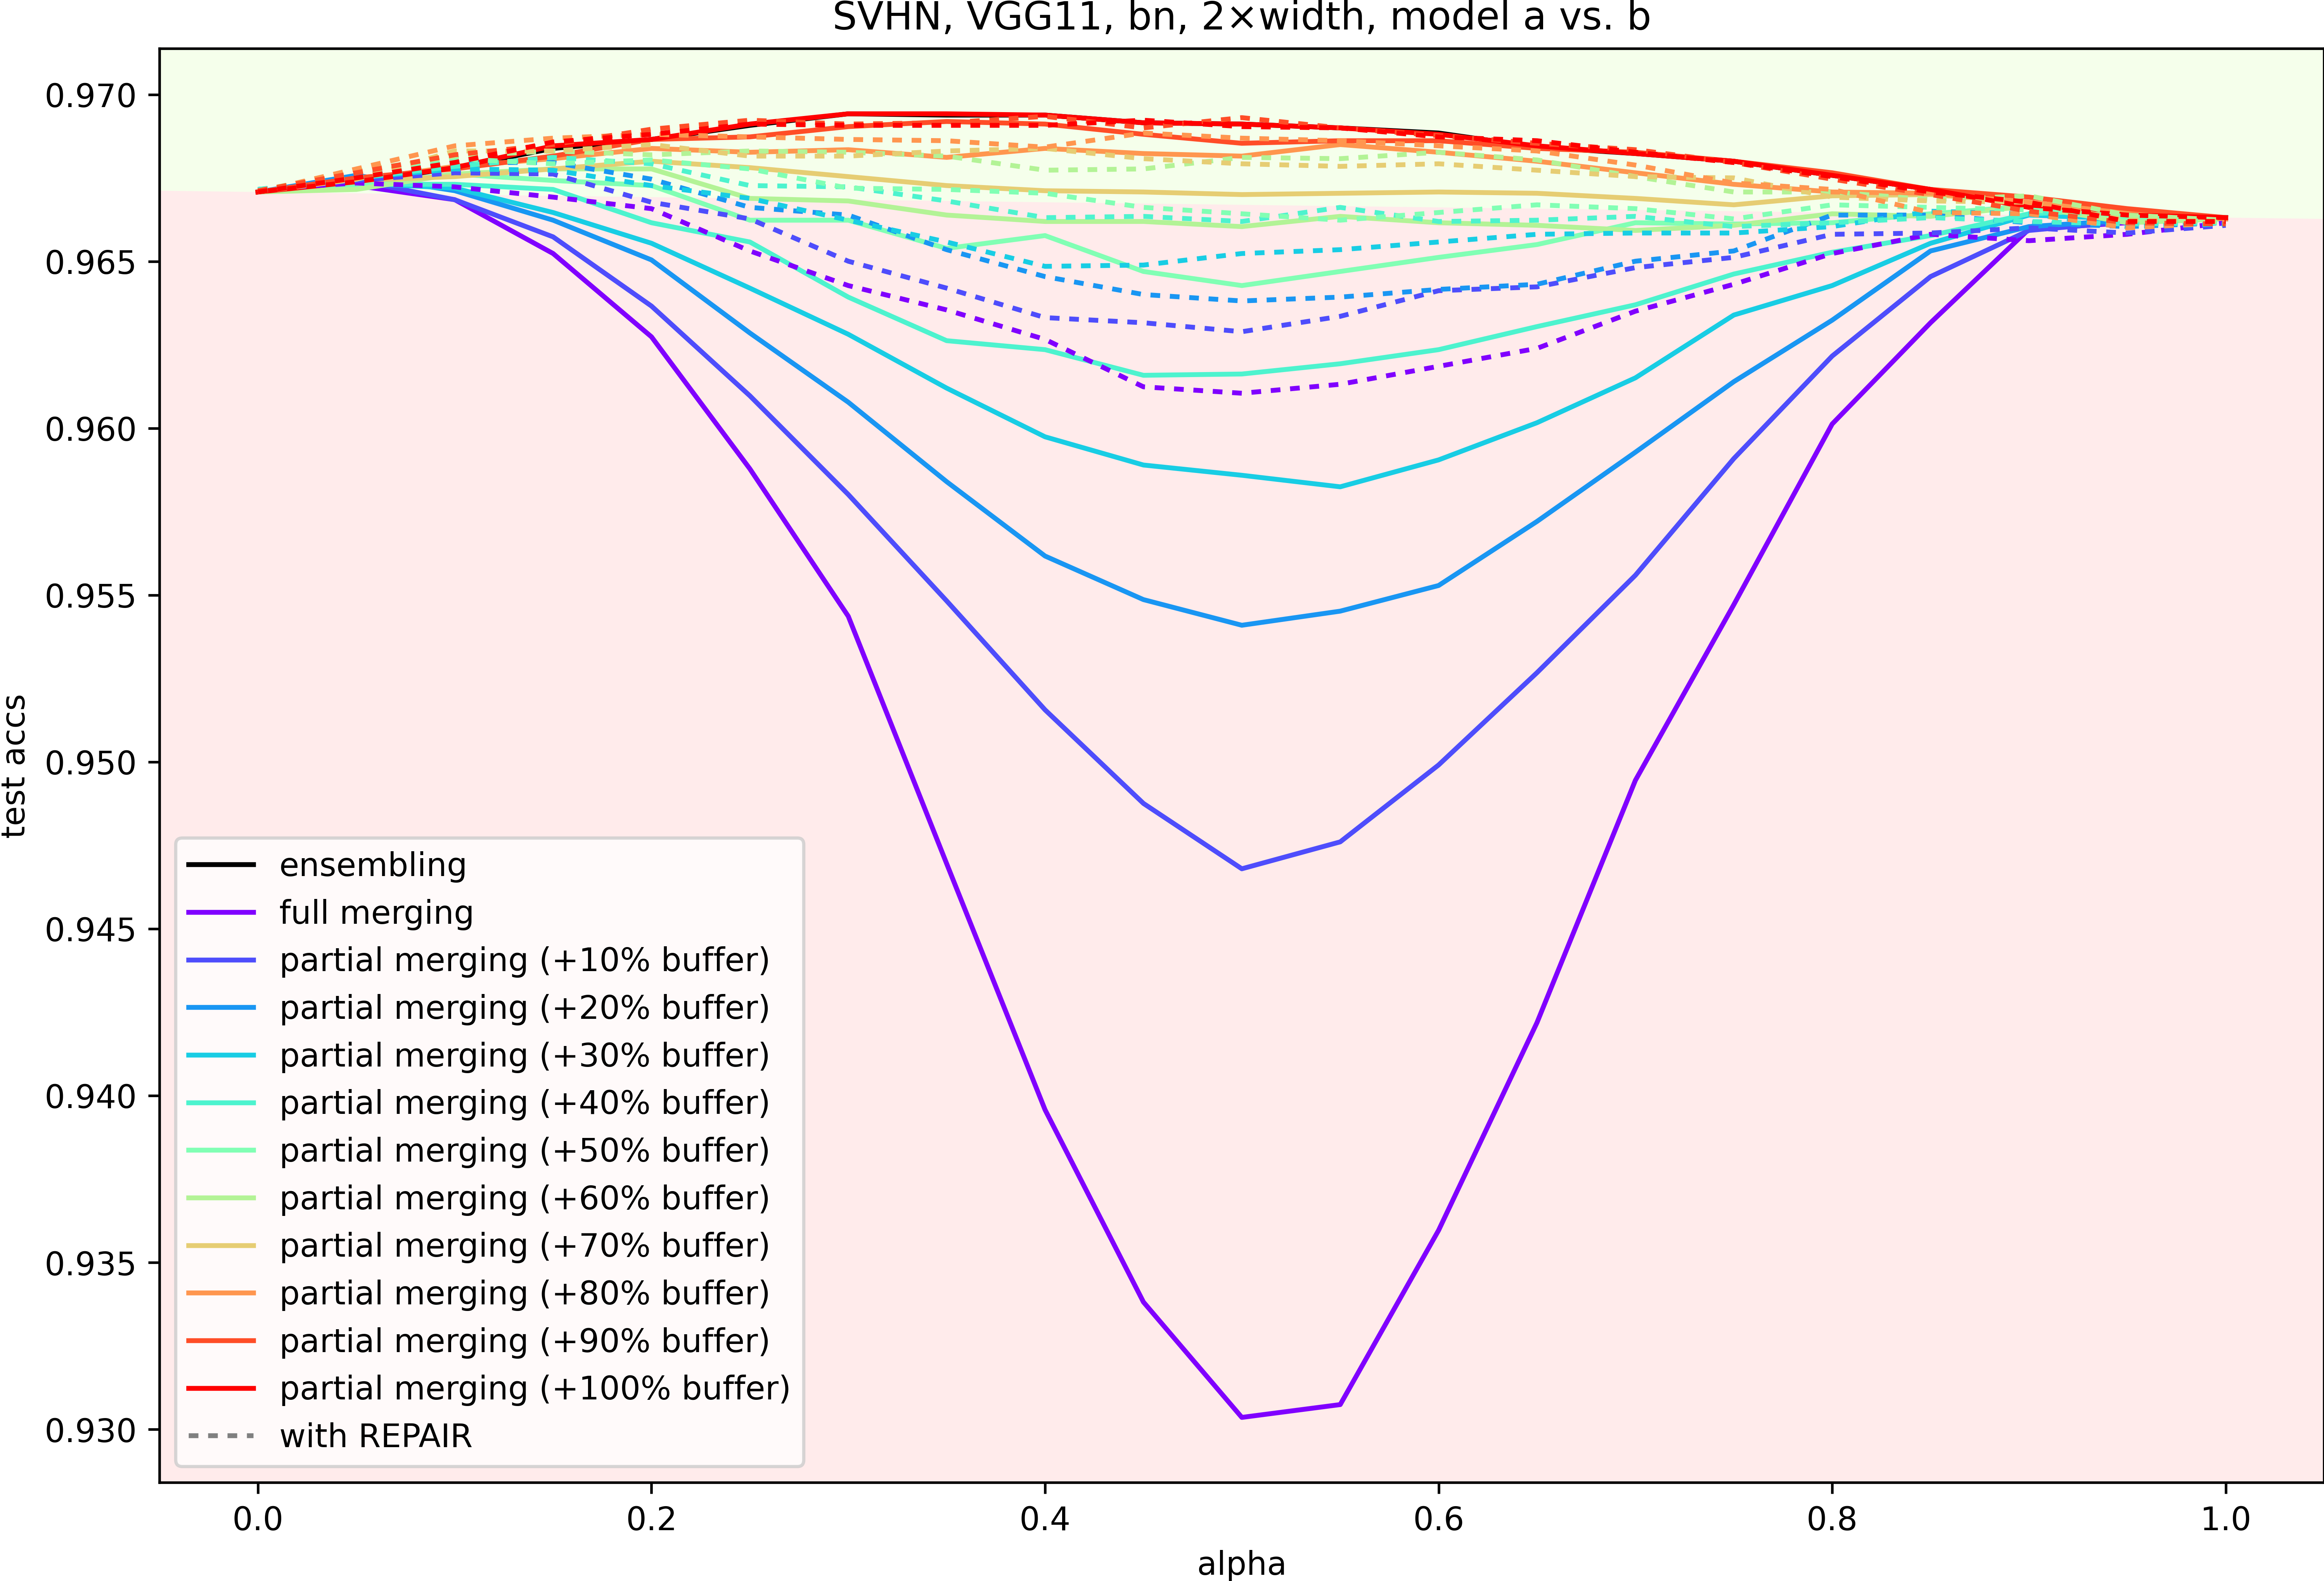 SVHN, VGG11, bn, 2×width, model a vs. b
0.970
0.965
0.960
0.955
0.950
0.945
0.940
0.935
0.930
test accs
ensembling
full merging
partial merging (+10% buffer)
partial merging (+20% buffer)
partial merging (+30% buffer)
partial merging (+40% buffer)
partial merging (+50% buffer)
partial merging (+60% buffer)
partial merging (+70% buffer)
partial merging (+80% buffer)
partial merging (+90% buffer)
partial merging (+100% buffer)
with REPAIR
0.0 0.2 0.4 0.6 0.8 1.0
alpha